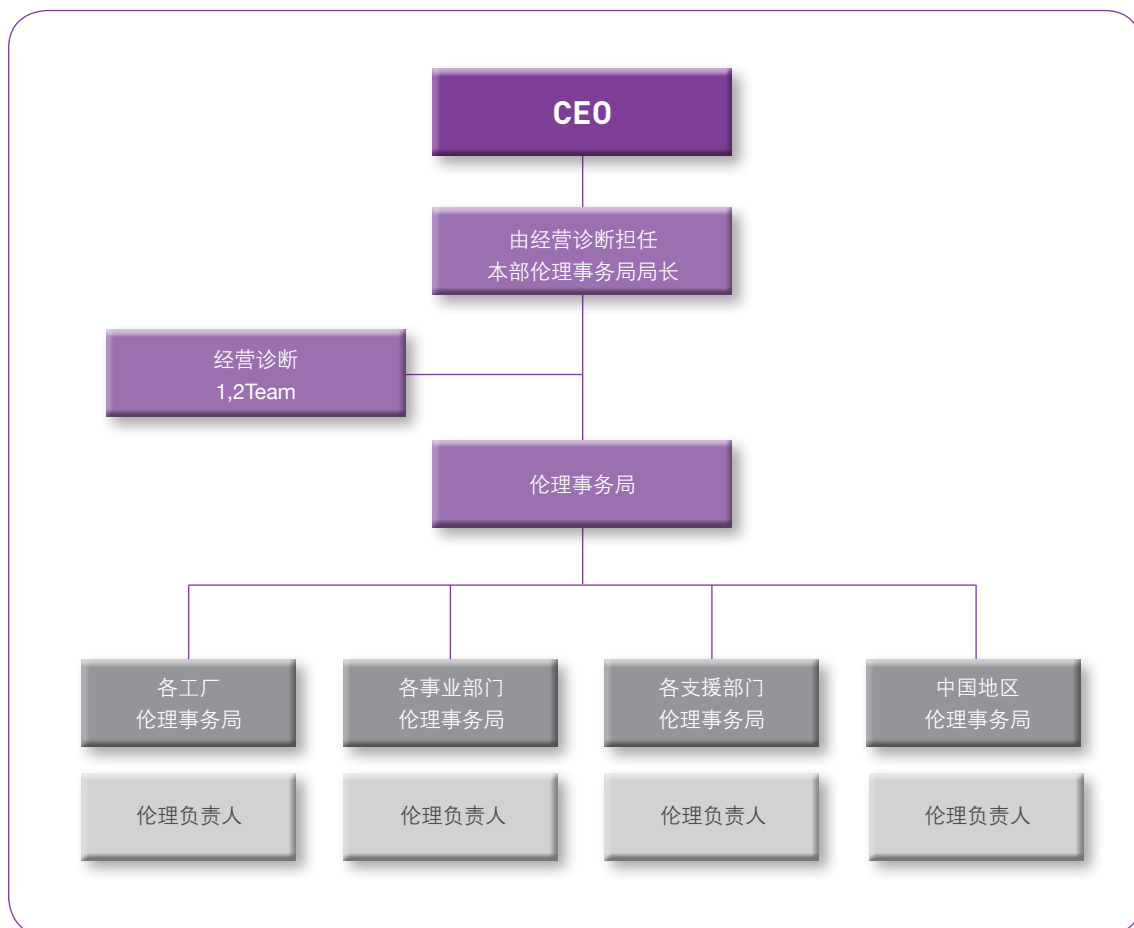 CEO
由经营诊断担任
本部伦理事务局局长
经营诊断
1,2Team
伦理事务局
各工厂
伦理事务局
各事业部门
伦理事务局
各支援部门
伦理事务局
中国地区
伦理事务局
伦理负责人
伦理负责人
伦理负责人
伦理负责人